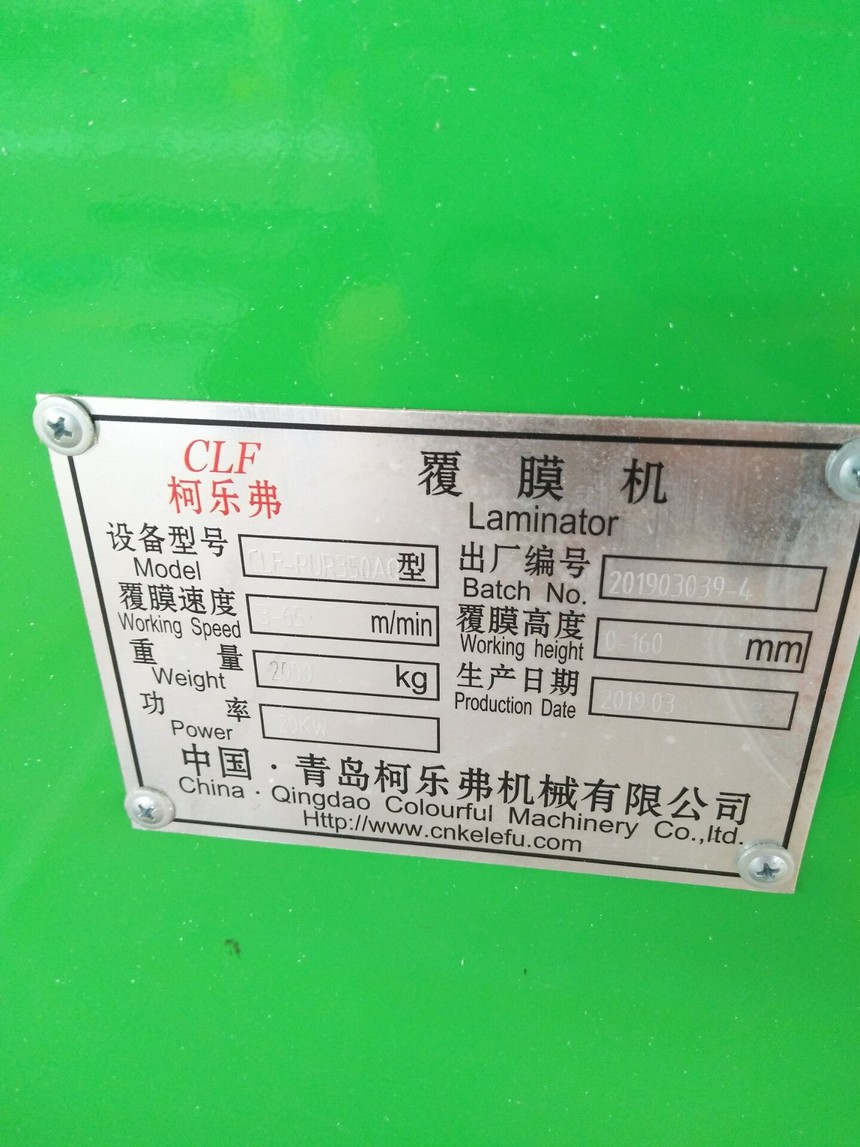 CLF
柯乐弗
覆膜机
Laminator
设备型号 CLF-PUR350A 型
Model
出厂编号 201903039-4
Batch No.
覆膜速度 m/min
Working Speed
覆膜高度 0-160 mm
Working height
重量 2000 kg
Weight
生产日期 2019 03
Production Date
功率 20KW
Power
中国·青岛柯乐弗机械有限公司
China · Qingdao Colourful Machinery Co.,ltd.
Http://www.cnkelefu.com